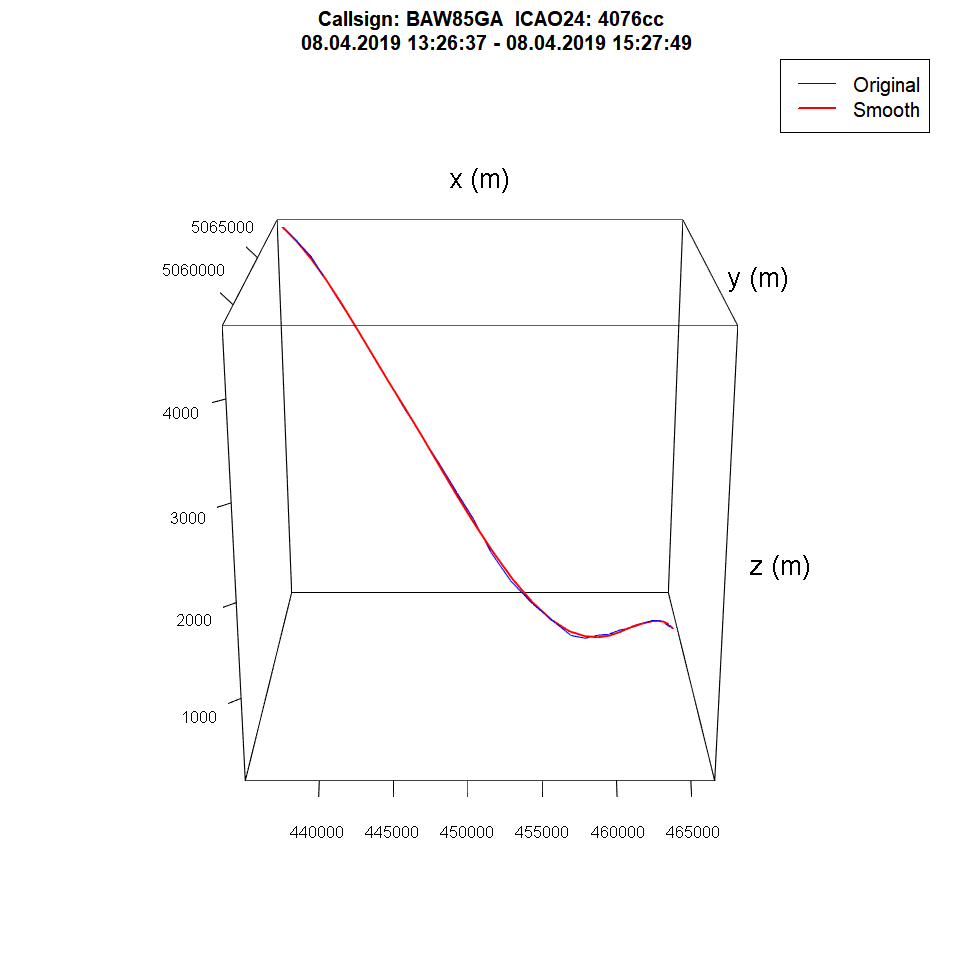 Callsign: BAW85GA  ICAO24: 4076cc
08.04.2019 13:26:37 - 08.04.2019 15:27:49
Original
Smooth
x (m)
5065000
5060000
y (m)
4000
3000
z (m)
2000
1000
440000 445000 450000 455000 460000 465000